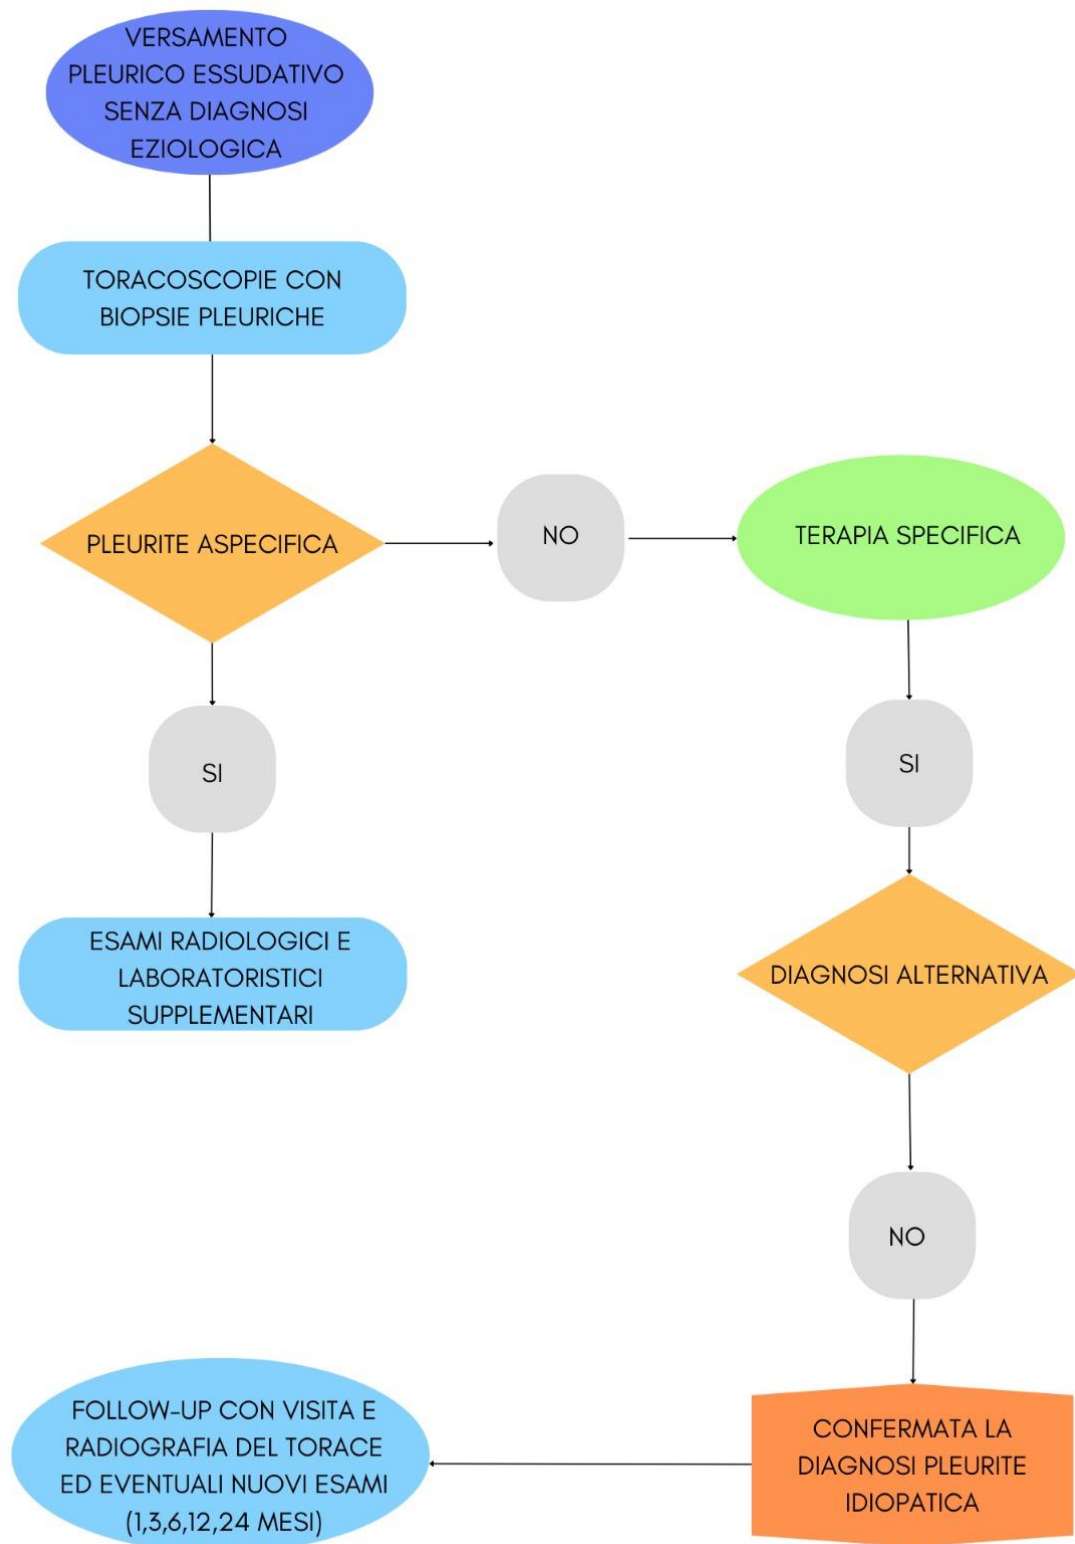 VERSAMENTO
PLEURICO ESSUDATIVO
SENZA DIAGNOSI
EZIOLOGICA
TORACOSCOPIE CON
BIOPSIE PLEURICHE
PLEURITE ASPECIFICA
NO
TERAPIA SPECIFICA
SI
SI
ESAMI RADIOLOGICI E
LABORATORISTICI
SUPPLEMENTARI
DIAGNOSI ALTERNATIVA
NO
CONFERMATA LA
DIAGNOSI PLEURITE
IDIOPATICA
FOLLOW-UP CON VISITA E
RADIOGRAFIA DEL TORACE
ED EVENTUALI NUOVI ESAMI
(1,3,6,12,24 MESI)